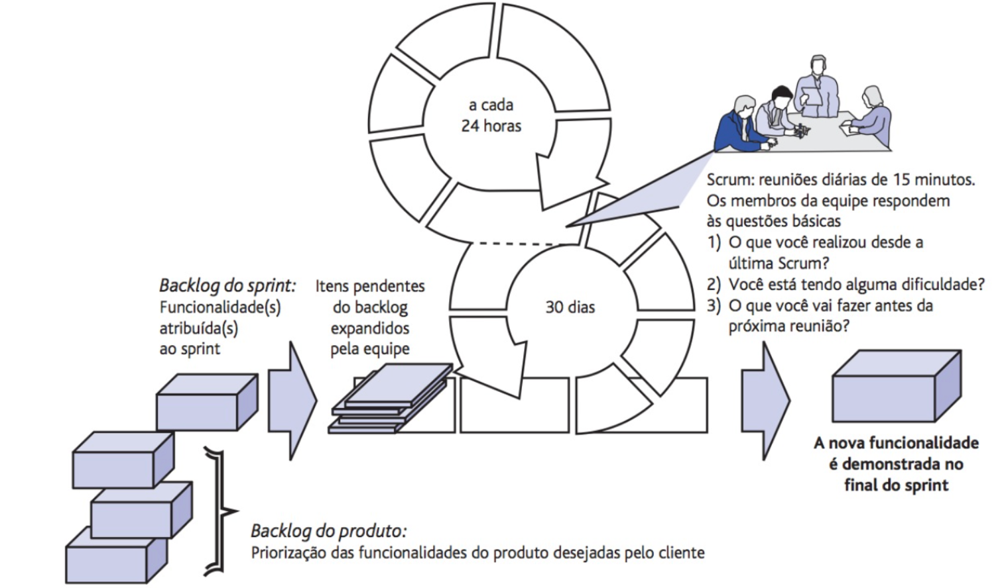 a cada
24 horas
Scrum: reuniões diárias de 15 minutos.
Os membros da equipe respondem
às questões básicas
1) O que você realizou desde a
última Scrum?
2) Você está tendo alguma dificuldade?
3) O que você vai fazer antes da
próxima reunião?
30 dias
Backlog do sprint:
Funcionalidade(s)
atribuída(s)
ao sprint
Itens pendentes
do backlog
expandidos
pela equipe
A nova funcionalidade
é demonstrada no
final do sprint
Backlog do produto:
Priorização das funcionalidades do produto desejadas pelo cliente